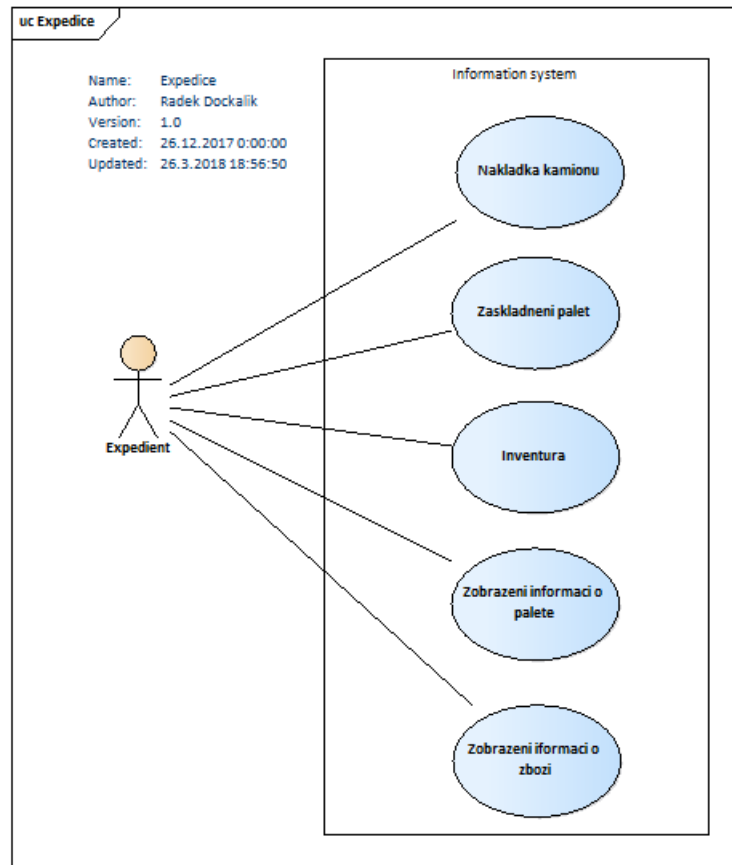 uc Expedice
Name: Expedice
Author: Radek Dockalik
Version: 1.0
Created: 26.12.2017 0:00:00
Updated: 26.3.2018 18:56:50
Information system
Nakladka kamionu
Zaskladneni palet
Inventura
Expedient
Zobrazeni informaci o
palete
Zobrazeni iformaci o
zbozi